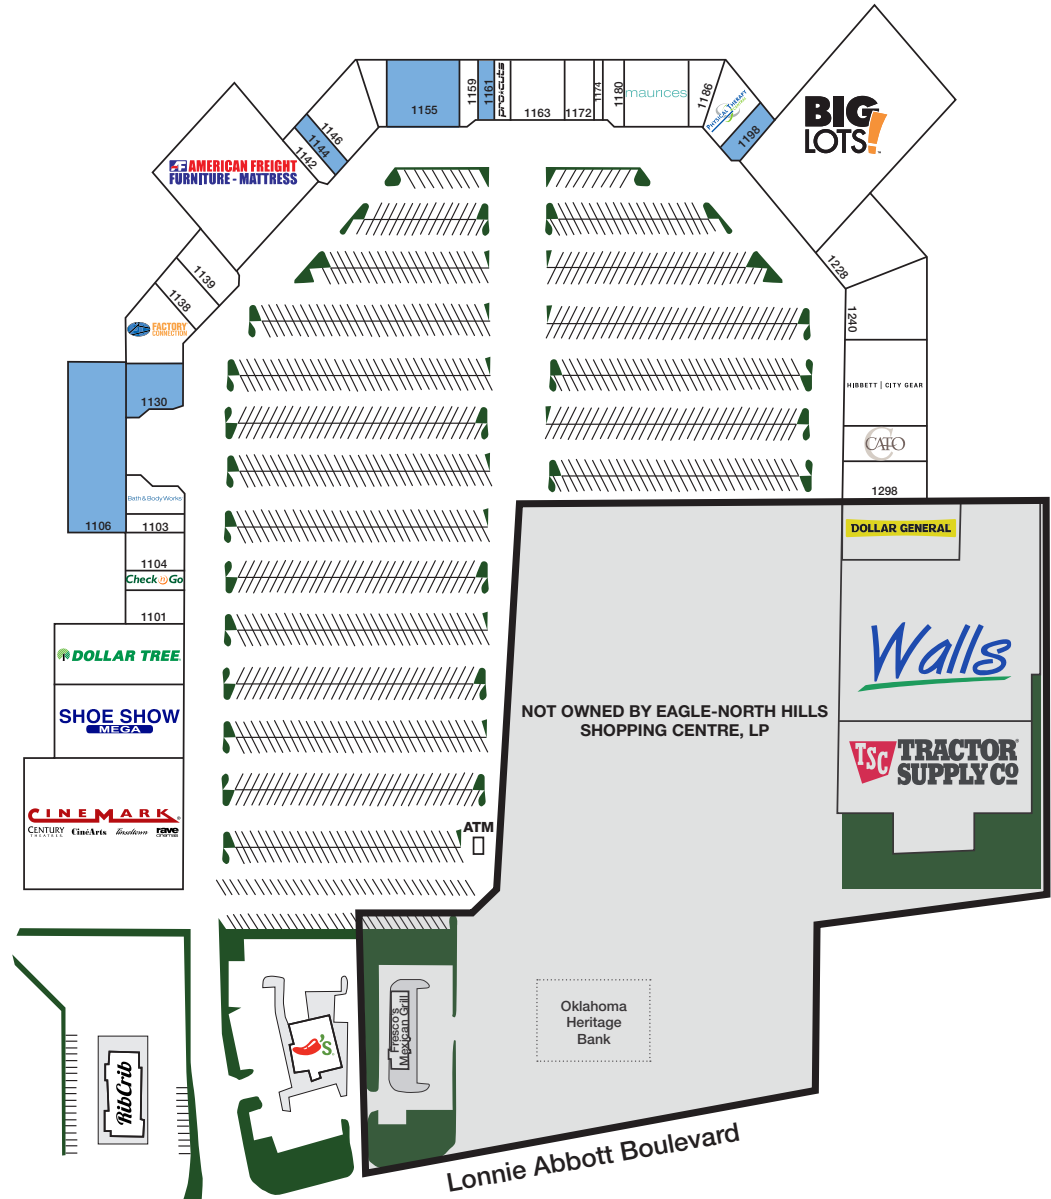 1155
1159
1161
pro-cuts
1163
1172
1174
1180
maurices
1186
PHYSICAL THERAPY
1198
BIG
LOTS!
1146
1144
1142
AMERICAN FREIGHT
FURNITURE - MATTRESS
1139
1138
FACTORY
CONNECTION
1130
1106
Bath & Body Works
1103
1104
Check n Go
1101
DOLLAR TREE
SHOE SHOW
MEGA
CINEMARK
CENTURY
THEATRES
CinéArts
Tinseltown
rave
cinemas
1228
1240
HIBBETT | CITY GEAR
CATO
1298
DOLLAR GENERAL
Walls
TSC TRACTOR
SUPPLY CO
NOT OWNED BY EAGLE-NORTH HILLS
SHOPPING CENTRE, LP
ATM
RibCrib
'S.
Fresco's
Mexican Grill
Oklahoma
Heritage
Bank
Lonnie Abbott Boulevard